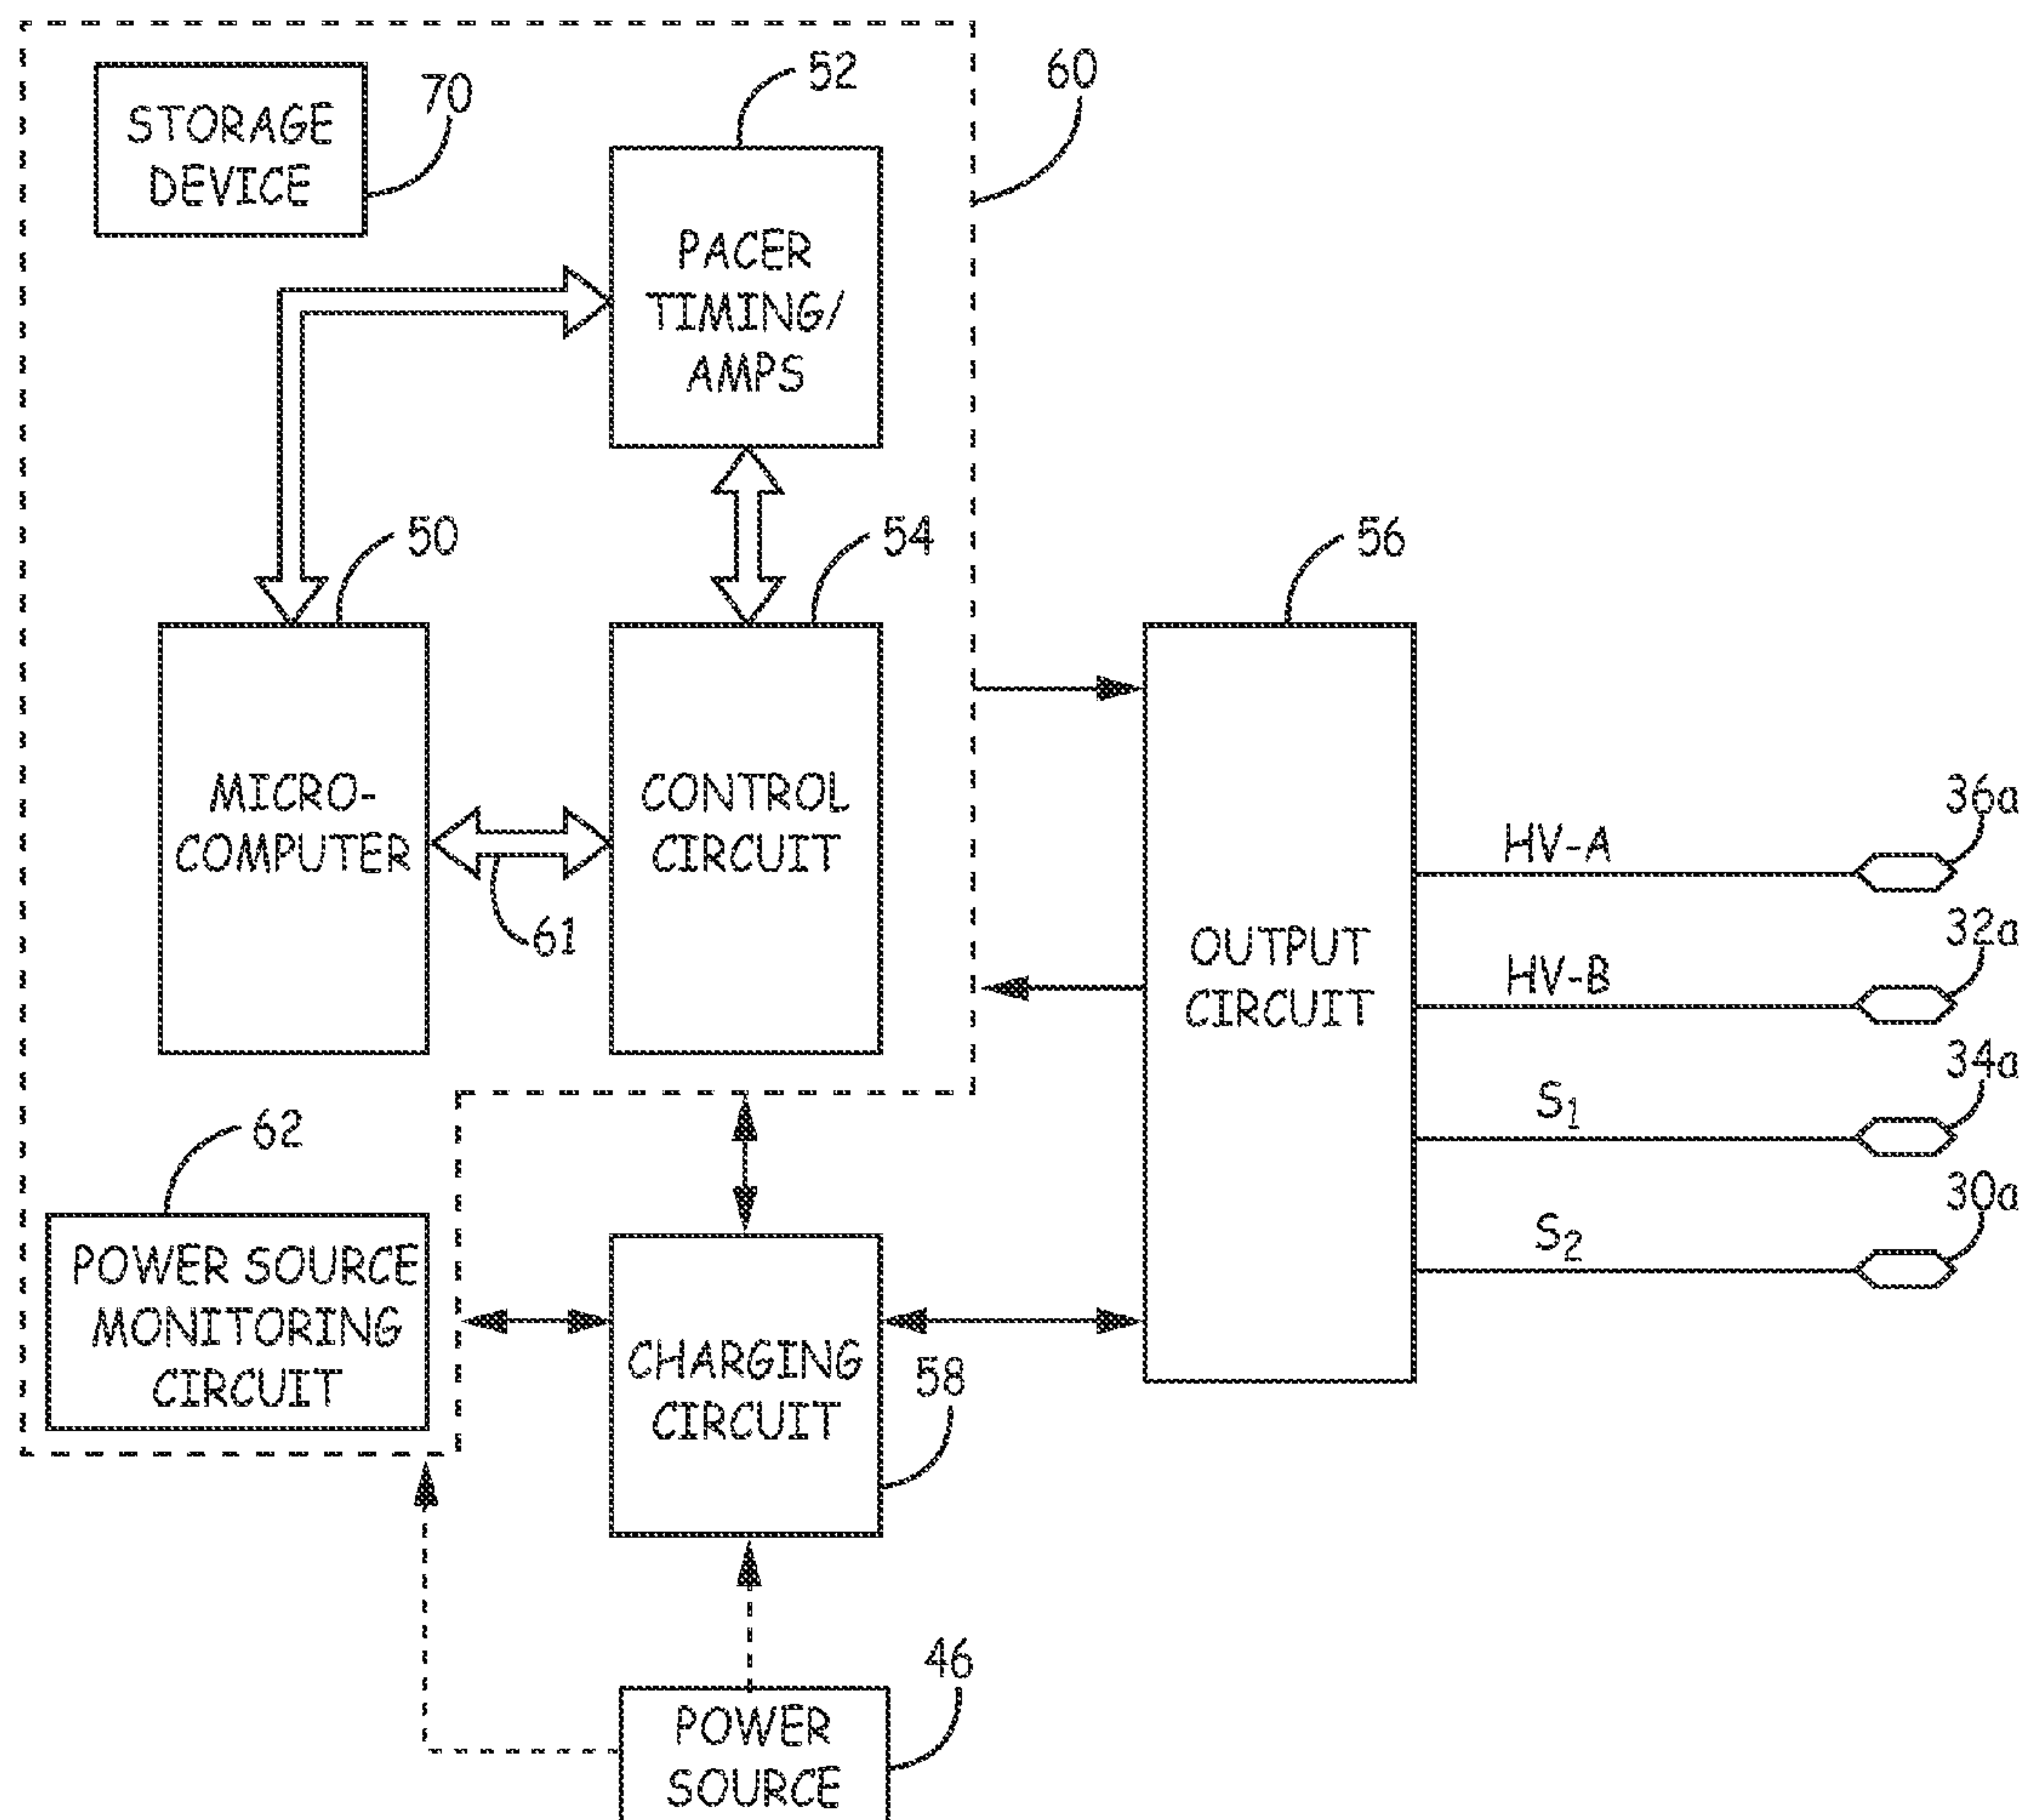 STORAGE
DEVICE
70
52
60
PACER
TIMING/
AMPS
50
54
56
MICRO-
COMPUTER
CONTROL
CIRCUIT
61
OUTPUT
CIRCUIT
HV-A
36a
HV-B
32a
S1
34a
S2
30a
62
POWER SOURCE
MONITORING
CIRCUIT
CHARGING
CIRCUIT
58
46
POWER
SOURCE